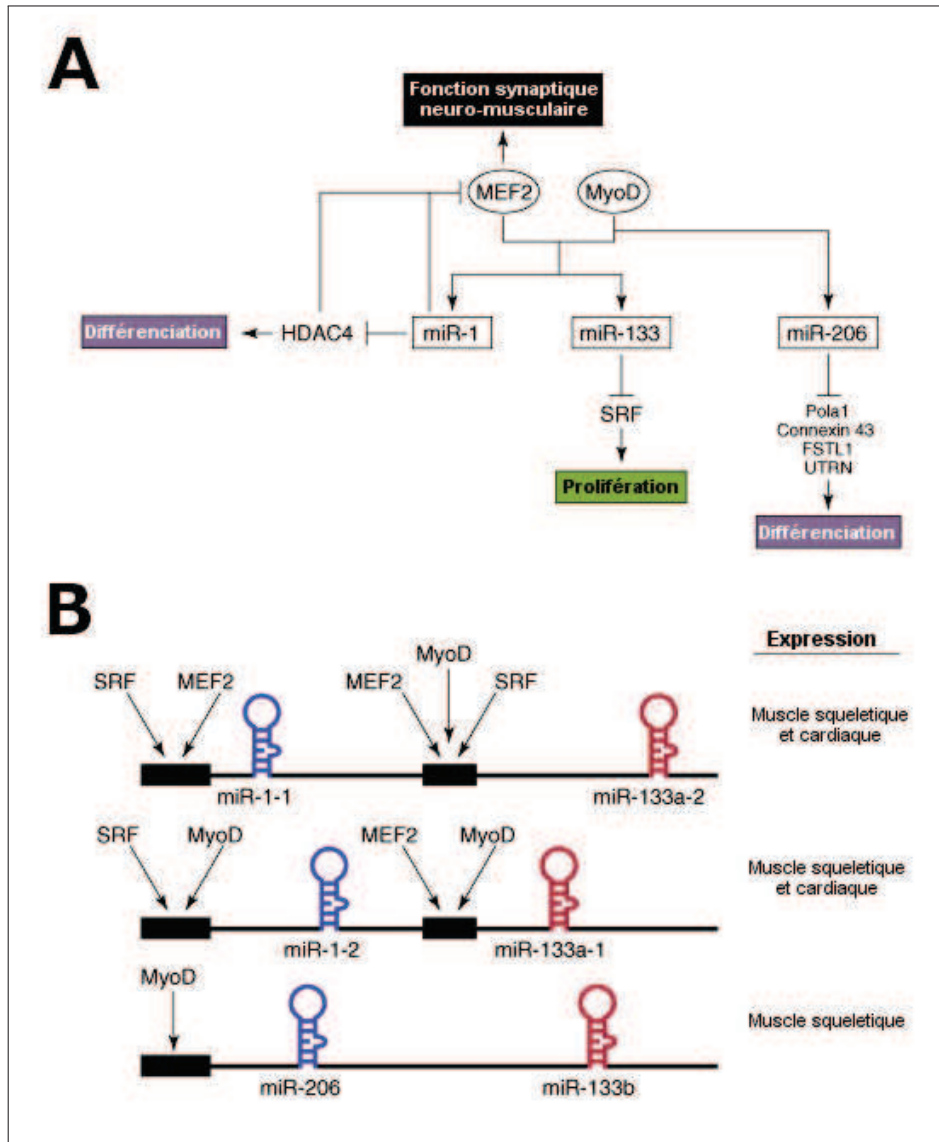 A
Fonction synaptique
neuro-musculaire
MEF2
MyoD
Différenciation
HDAC4
miR-1
miR-133
miR-206
SRF
Pola1
Connexin 43
FSTL1
UTRN
Prolifération
Différenciation
B
Expression
MyoD
SRF
MEF2
MEF2
SRF
Muscle squeletique
et cardiaque
miR-1-1
miR-133a-2
SRF
MyoD
MEF2
MyoD
Muscle squeletique
et cardiaque
miR-1-2
miR-133a-1
MyoD
Muscle squeletique
miR-206
miR-133b